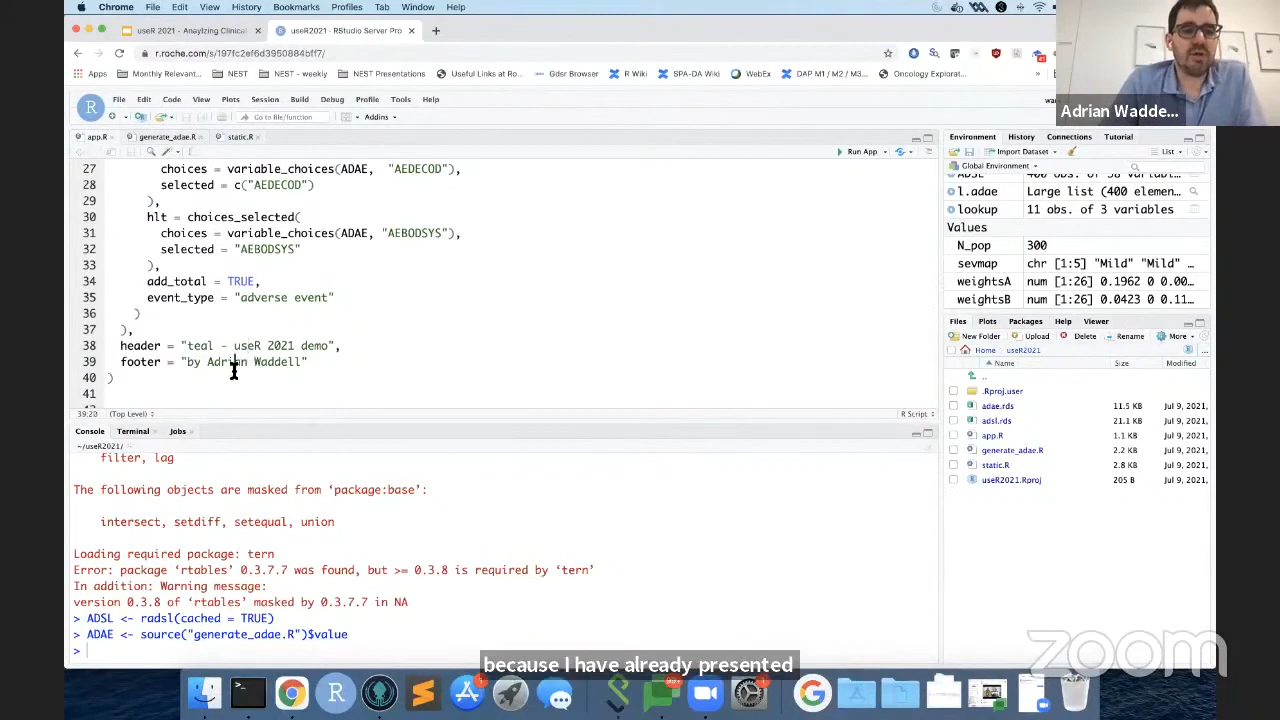 Chrome File Edit View History Bookmarks Profiles Tab Window Help
useR 2021 - Anaylzing Clinical
useR2021 - RStudio Server Pro
r.roche.com/s/197fc2ef6d3950884bff7/
Apps Monthly Relevant... NEST NEST - weekly NEST Presentations Useful Links at Ro... Gdsr Browser R Wiki SPA-DA Wiki WebEx DAP M1 / M2 / M3... Oncology Explorat...
Adrian Wadde...
File Edit Code View Plots Session Build Debug Profile Tools Help
Go to file/function Addins
app.R generate_adae.R static.R
Run App
27 choices = variable_choices(ADAE, "AEDECOD"),
28 selected = c("AEDECOD")
29 ),
30 hlt = choices_selected(
31 choices = variable_choices(ADAE, "AEBODSYS"),
32 selected = "AEBODSYS"
33 ),
34 add_total = TRUE,
35 event_type = "adverse event"
36 )
37 ),
38 header = "teal - useR 2021 demo",
39 footer = "by Adrian Waddell"
40 )
41
39:20 (Top Level) R Script
Console Terminal Jobs
~/useR2021/
filter, lag
The following objects are masked from ‘package:base’:
intersect, setdiff, setequal, union
Loading required package: tern
Error: package ‘rtables’ 0.3.7.7 was found, but >= 0.3.8 is required by ‘tern’
In addition: Warning message:
version 0.3.8 of ‘rtables’ masked by 0.3.7.7 in NA
> ADSL <- radsl(cached = TRUE)
> ADAE <- source("generate_adae.R")$value
>
Environment History Connections Tutorial
Import Dataset List
Global Environment
l.adae Large list (400 elemen...
lookup 11 obs. of 3 variables
Values
N_pop 300
sevmap chr [1:5] "Mild" "Mild" ...
weightsA num [1:26] 0.1962 0 0.00...
weightsB num [1:26] 0.0423 0.11...
Files Plots Packages Help Viewer
New Folder Upload Delete Rename More
Home useR2021
Name Size Modified
..
.Rproj.user
adae.rds 11.5 KB Jul 9, 2021,
adsl.rds 21.1 KB Jul 9, 2021,
app.R 1.1 KB Jul 9, 2021,
generate_adae.R 2.2 KB Jul 9, 2021,
static.R 2.8 KB Jul 9, 2021,
useR2021.Rproj 205 B Jul 9, 2021,
zoom
because I have already presented